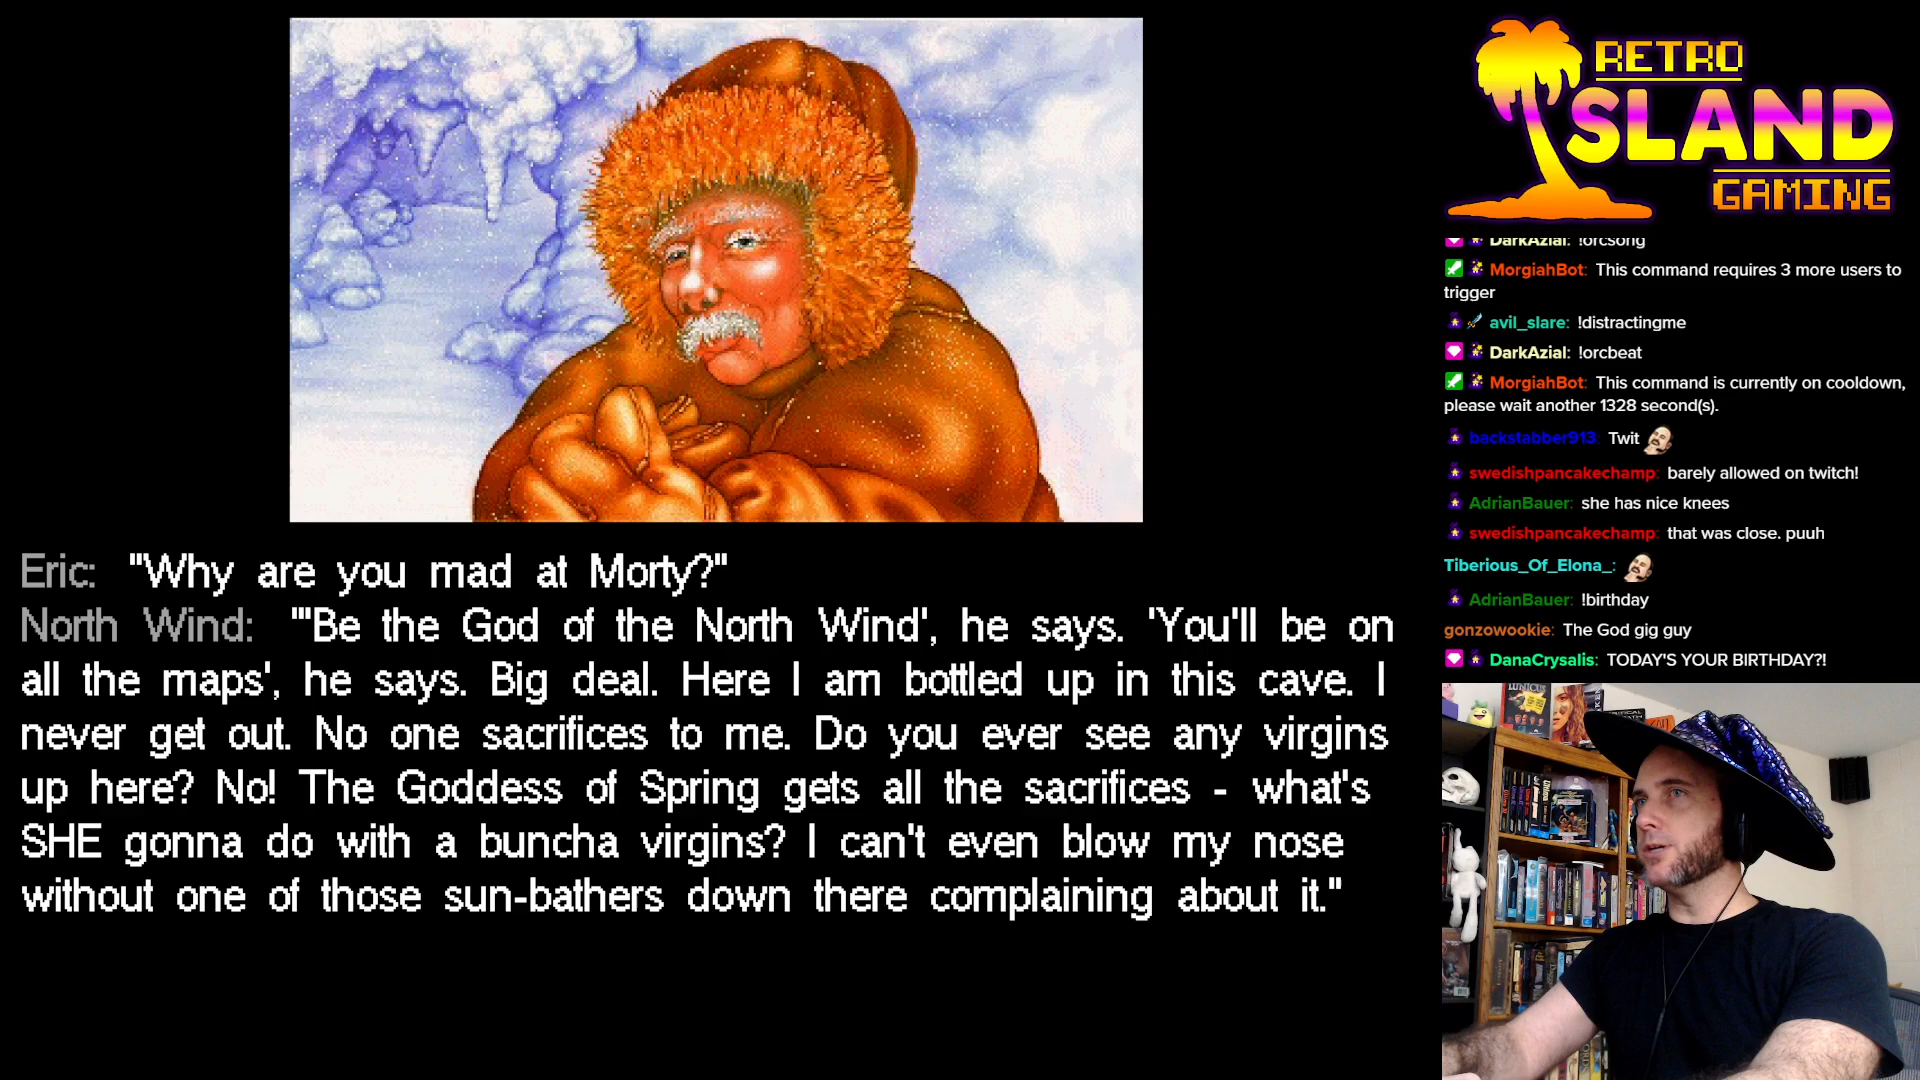 Eric: "Why are you mad at Morty?"
North Wind: "'Be the God of the North Wind', he says. 'You'll be on
all the maps', he says. Big deal. Here I am bottled up in this cave. I
never get out. No one sacrifices to me. Do you ever see any virgins
up here? No! The Goddess of Spring gets all the sacrifices - what's
SHE gonna do with a buncha virgins? I can't even blow my nose
without one of those sun-bathers down there complaining about it."
RETRO
ISLAND
GAMING
DarkAzial: !orcsong
MorgiahBot: This command requires 3 more users to
trigger
avil_slare: !distractingme
DarkAzial: !orcbeat
MorgiahBot: This command is currently on cooldown,
please wait another 1328 second(s).
backstabber913: Twit
swedishpancakechamp: barely allowed on twitch!
AdrianBauer: she has nice knees
swedishpancakechamp: that was close. puuh
Tiberious_Of_Elona_:
AdrianBauer: !birthday
gonzowookie: The God gig guy
DanaCrysalis: TODAY'S YOUR BIRTHDAY?!
LUNICUS